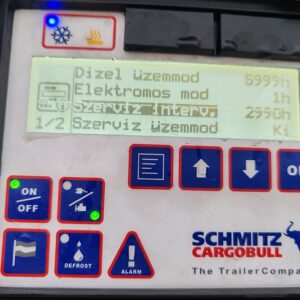 Dizel üzemmod 5999h
Elektromos mod 1h
Szerviz interv. 2990h
1/2 Szerviz üzemmod Ki
ON
OFF
DEFROST
ALARM
SCHMITZ
CARGOBULL
The TrailerCompa